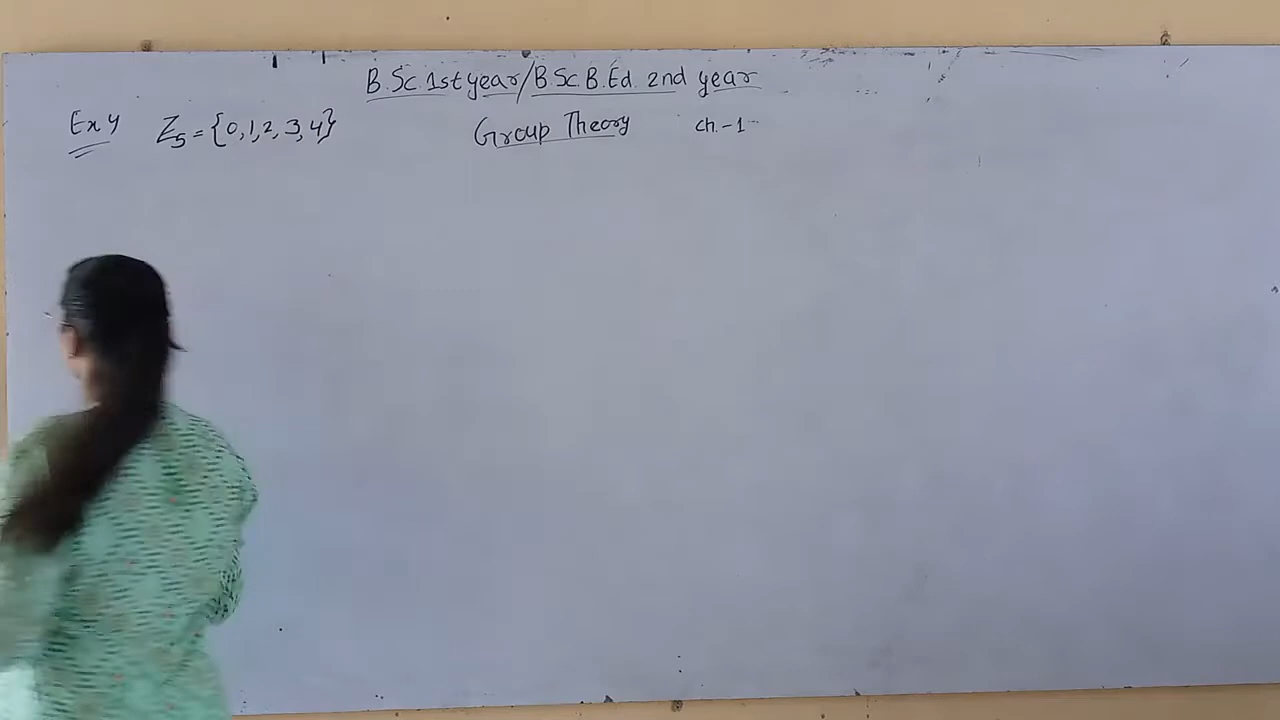 B.Sc. 1st year/B.Sc.B.Ed. 2nd year
Ex 4 Z5 = {0,1,2,3,4} Group Theory ch.-1